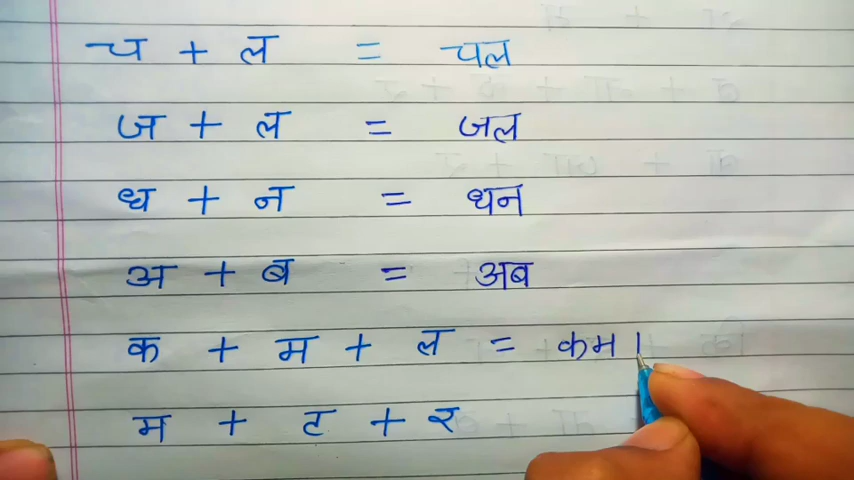 च + ल = चल
ज + ल = जल
ध + न = धन
अ + ब = अब
क + म + ल = कम
म + ट + र